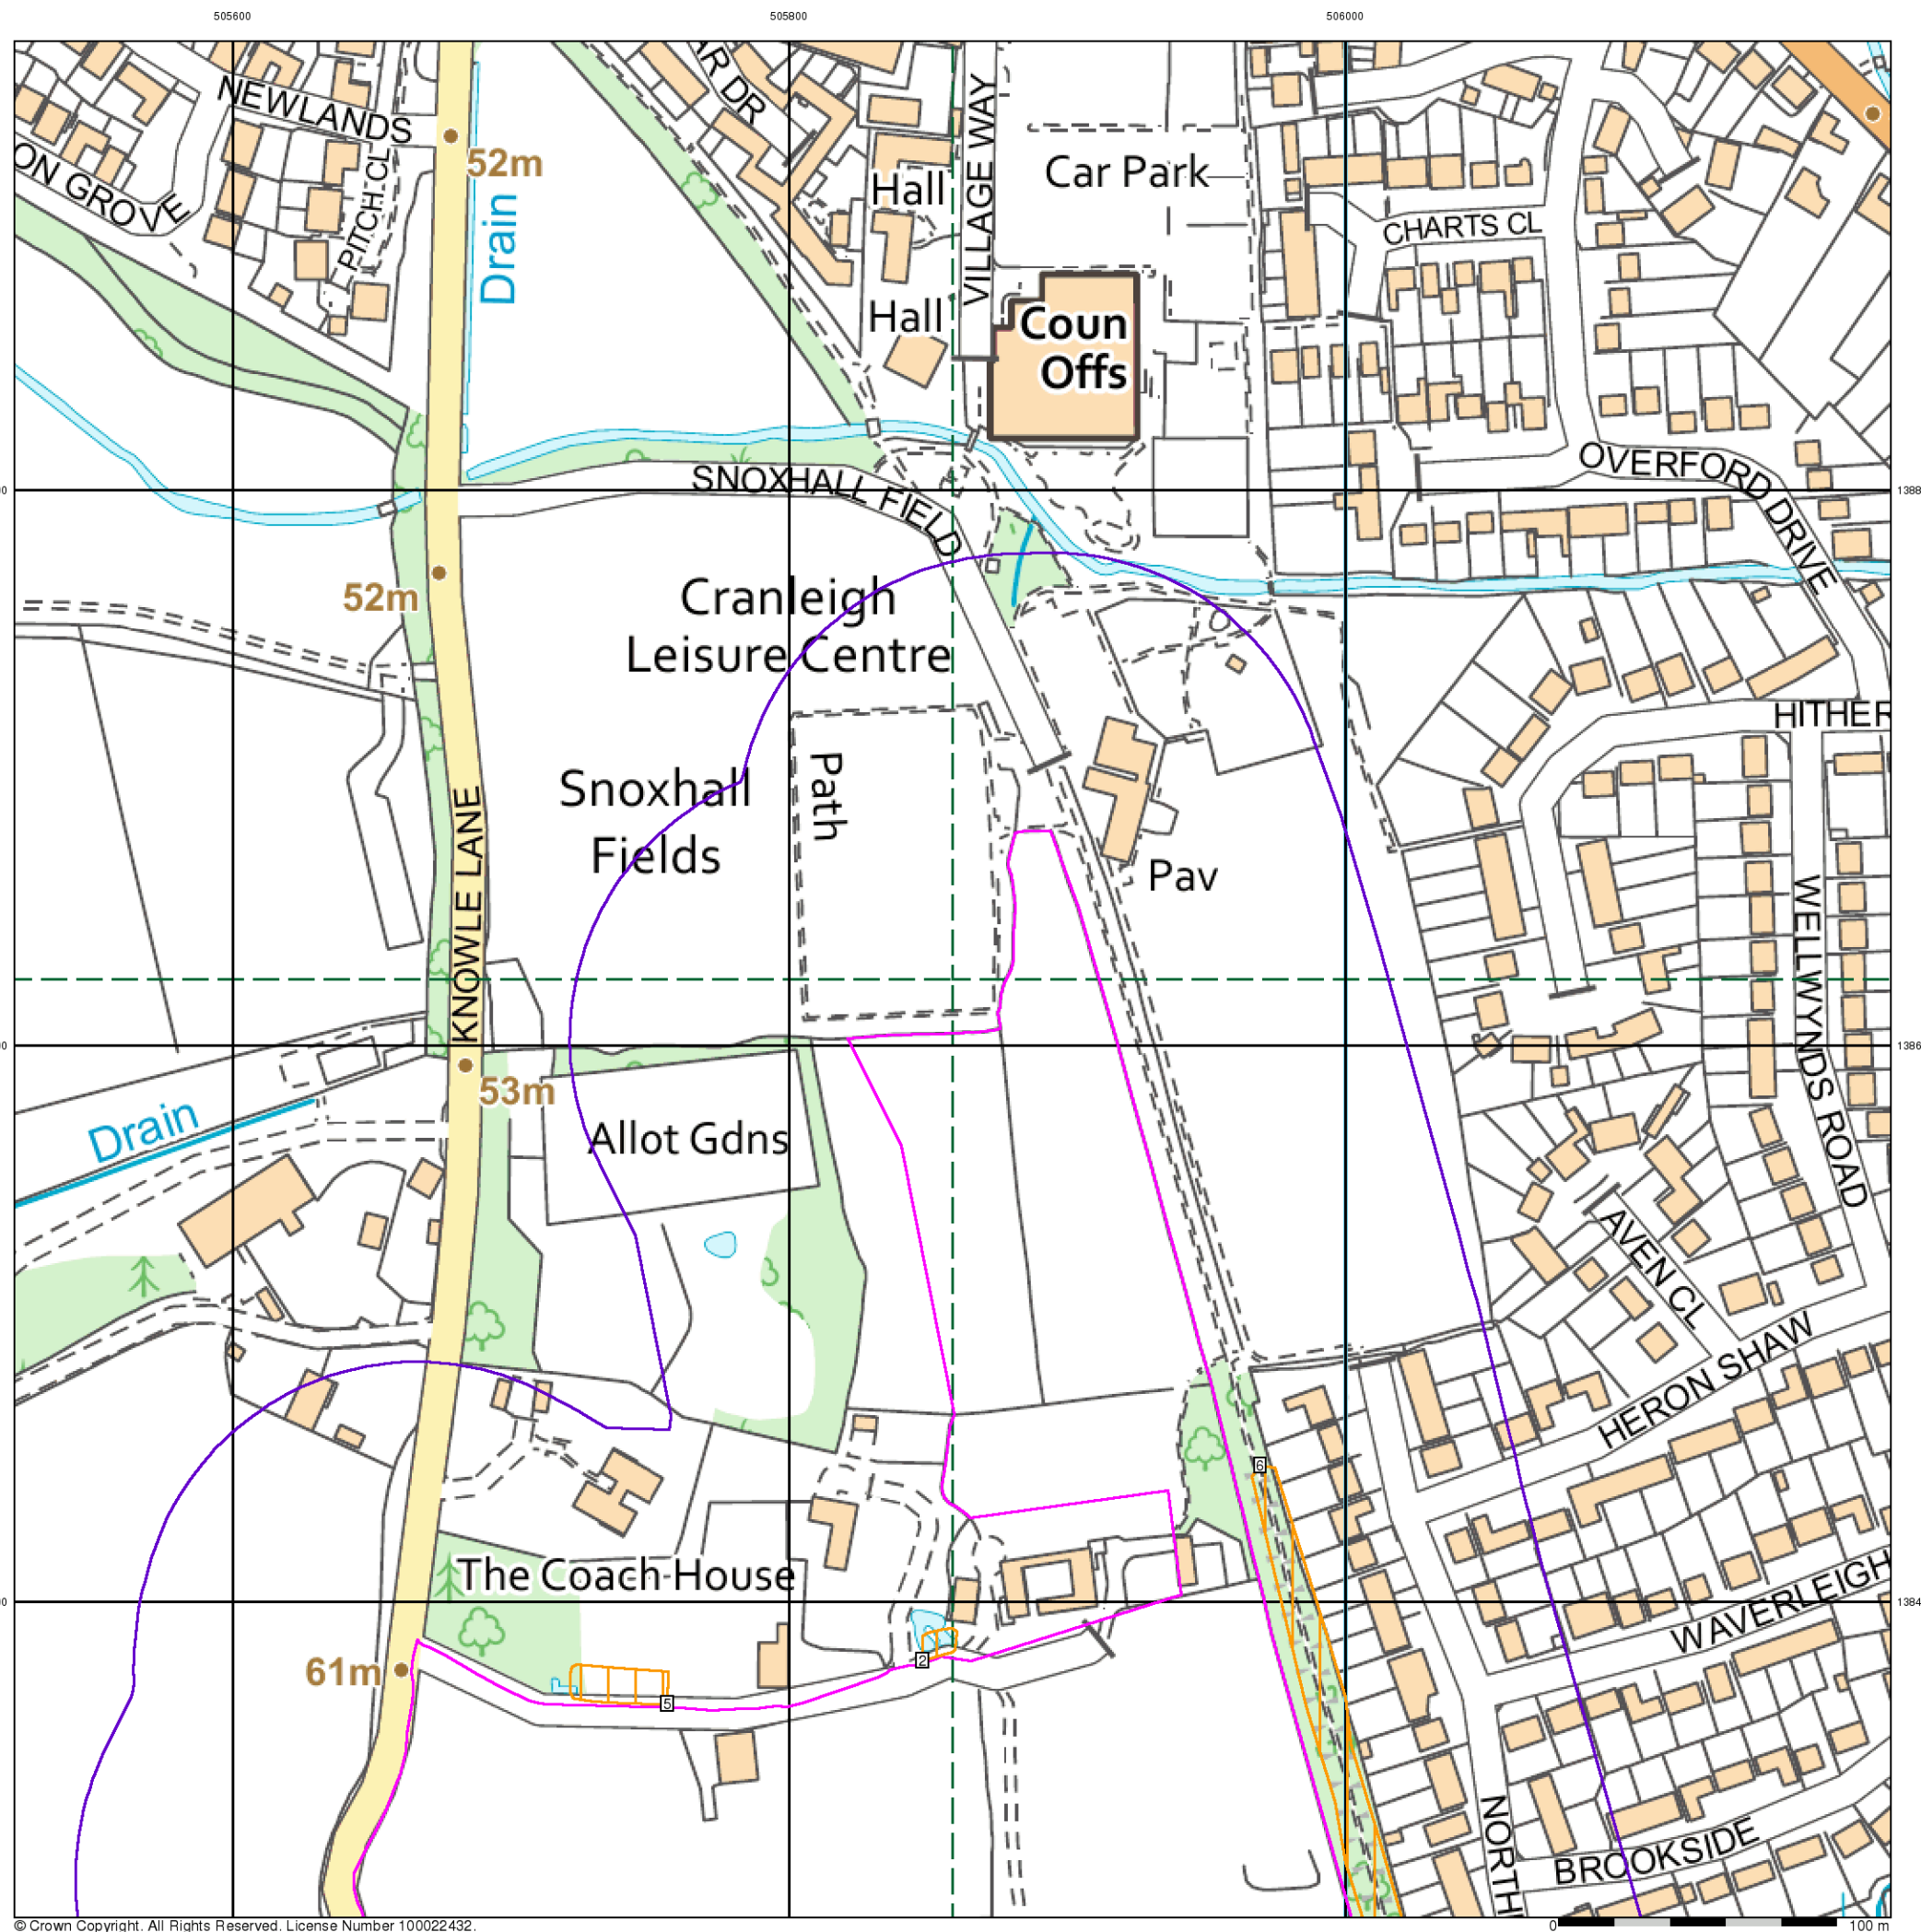 505600
505800
506000
NEWLANDS
ON GROVE
PITCH CL
52m
Drain
AR DR
Hall
VILLAGE WAY
Car Park
CHARTS CL
Hall
Coun
Offs
SNOXHALL FIELD
OVERFORD DRIVE
1388
52m
Cranleigh
Leisure Centre
HITHER
Snoxhall
Fields
Path
KNOWLE LANE
Pav
WELLWYNDS ROAD
1386
53m
Drain
Allot Gdns
AVEN CL
HERON SHAW
6
The Coach House
1384
WAVERLEIGH
61m
2
5
NORTH
BROOKSIDE
© Crown Copyright. All Rights Reserved. License Number 100022432.
0 100 m